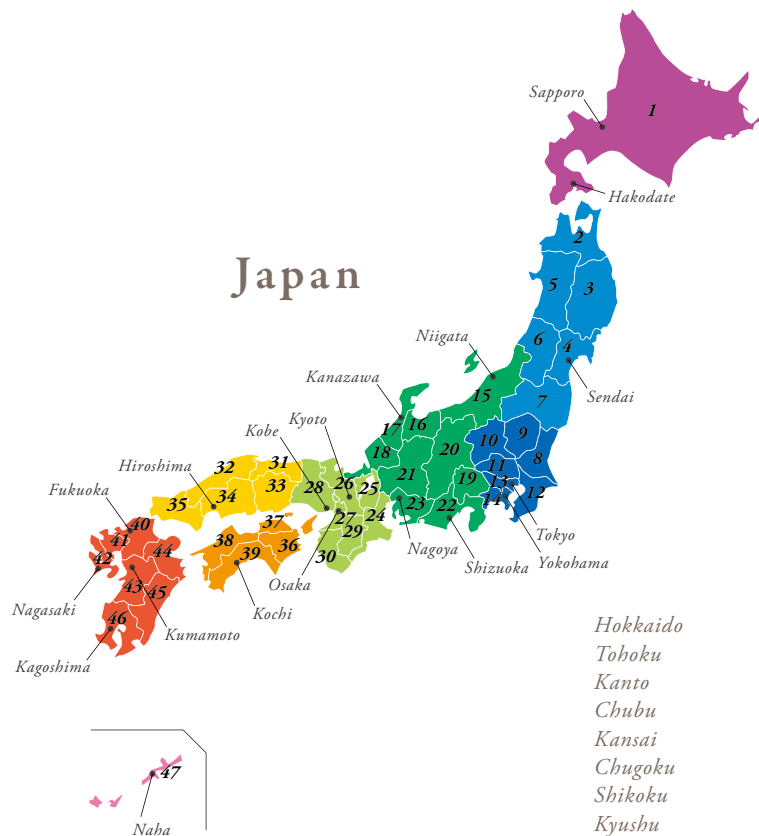 Sapporo
1
Hakodate
2
Japan
5
3
Niigata
6
4
Kanazawa
15
Sendai
7
Kyoto
17
16
Kobe
10
9
20
18
8
Hiroshima
32
31
11
Fukuoka
28
26
25
21
19
13
33
35
34
14
12
27
23
22
24
40
37
29
Tokyo
41
38
36
30
Nagoya
Yokohama
42
44
39
Shizuoka
43
45
Osaka
Nagasaki
Kochi
46
Kumamoto
Kagoshima
Hokkaido
Tohoku
Kanto
Chubu
Kansai
Chugoku
Shikoku
Kyushu
47
Naha